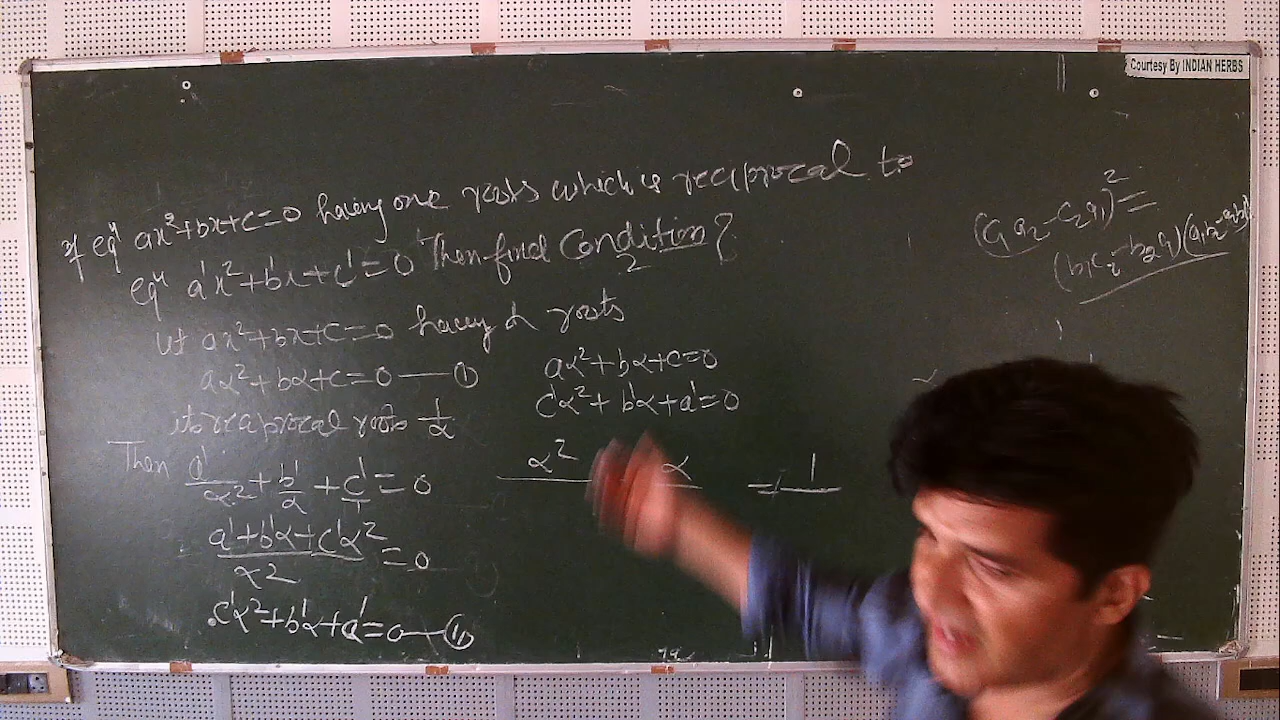 Courtesy By INDIAN HERBS
If eqⁿ ax²+bx+c=0 having one roots which is reciprocal to
eqⁿ a'x²+b'x+c'=0 Then find Condition?
let ax²+bx+c=0 having α roots
aα²+bα+c=0 — ①
its reciprocal roots 1/α
Then a'/α² + b'/α + c'/1 = 0
(a'+b'α+c'α²)/α² = 0
c'α²+b'α+a'=0 — ⑪
aα²+bα+c=0
c'α²+b'α+a'=0
α² α = 1
(c₁a₂-c₂a₁)² =
(b₁c₂-b₂c₁)(a₁b₂-a₂b₁)